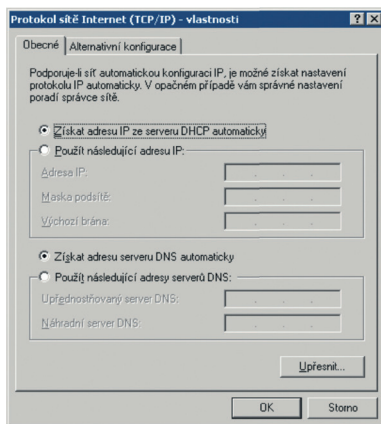 Protokol sítě Internet (TCP/IP) - vlastnosti
Obecné
Alternativní konfigurace
Podporuje-li síť automatickou konfiguraci IP, je možné získat nastavení
protokolu IP automaticky. V opačném případě vám správné nastavení
poradí správce sítě.
Získat adresu IP ze serveru DHCP automaticky
Použít následující adresu IP:
Adresa IP:
Maska podsítě:
Výchozí brána:
Získat adresu serveru DNS automaticky
Použít následující adresy serverů DNS:
Upřednostňovaný server DNS:
Náhradní server DNS:
Upřesnit...
OK
Storno